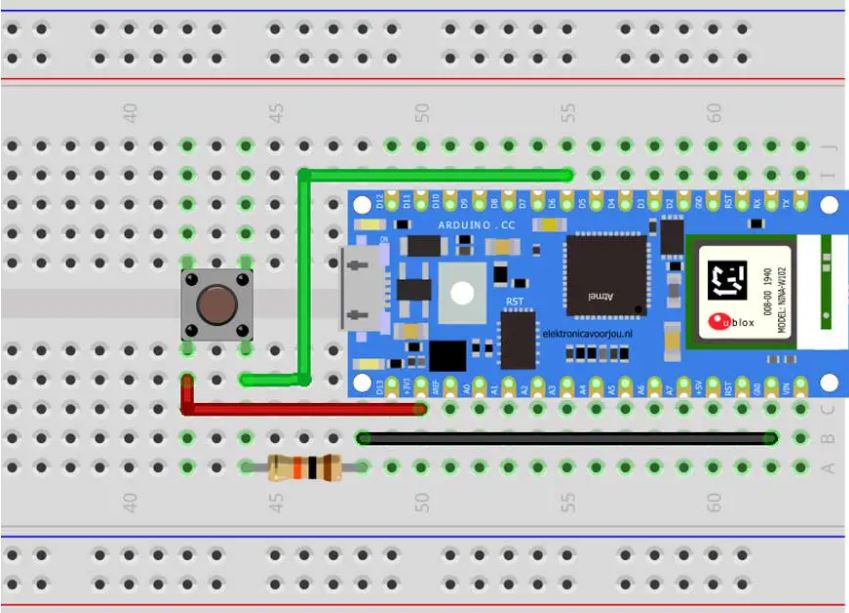 40 45 50 55 60
J
I
D12 D11 D10 D9 D8 D7 D6 D5 D4 D3 D2 GND RST RX TX
ARDUINO.CC
Atmel
RST
elektronicavoorjou.nl
ublox
008-00 1940
MODEL: NINA-W102
D13 +3V3 AREF A0 A1 A2 A3 A4 A5 A6 A7 +5V RST GND VIN
C
B
A
40 45 50 55 60